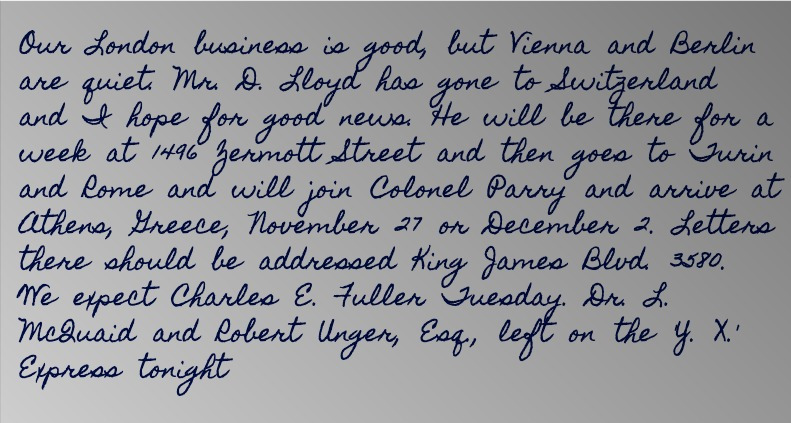 Our London business is good, but Vienna and Berlin
are quiet. Mr. D. Lloyd has gone to Switzerland
and I hope for good news. He will be there for a
week at 1496 Zermott Street and then goes to Turin
and Rome and will join Colonel Parry and arrive at
Athens, Greece, November 27 or December 2. Letters
there should be addressed King James Blvd. 3580.
We expect Charles E. Fuller Tuesday. Dr. L.
McQuaid and Robert Unger, Esq., left on the Y. X.'
Express tonight